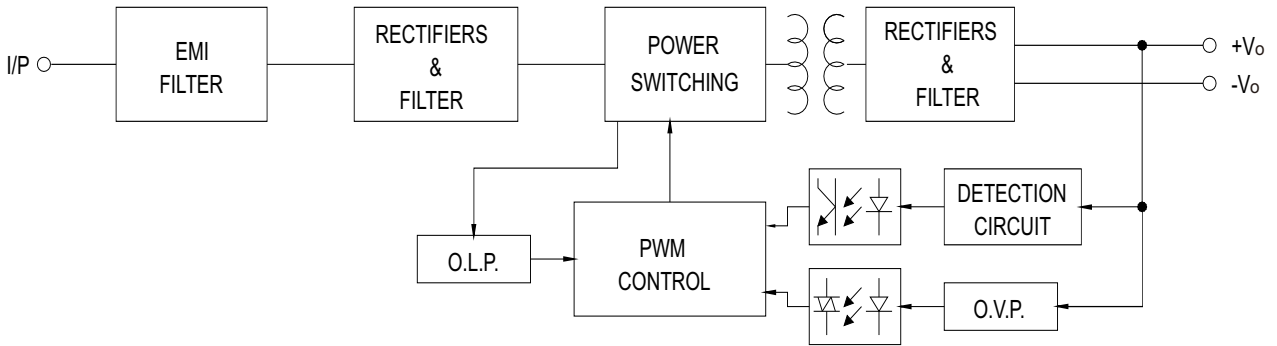 I/P
EMI
FILTER
RECTIFIERS
&
FILTER
POWER
SWITCHING
RECTIFIERS
&
FILTER
+Vo
-Vo
O.L.P.
PWM
CONTROL
DETECTION
CIRCUIT
O.V.P.